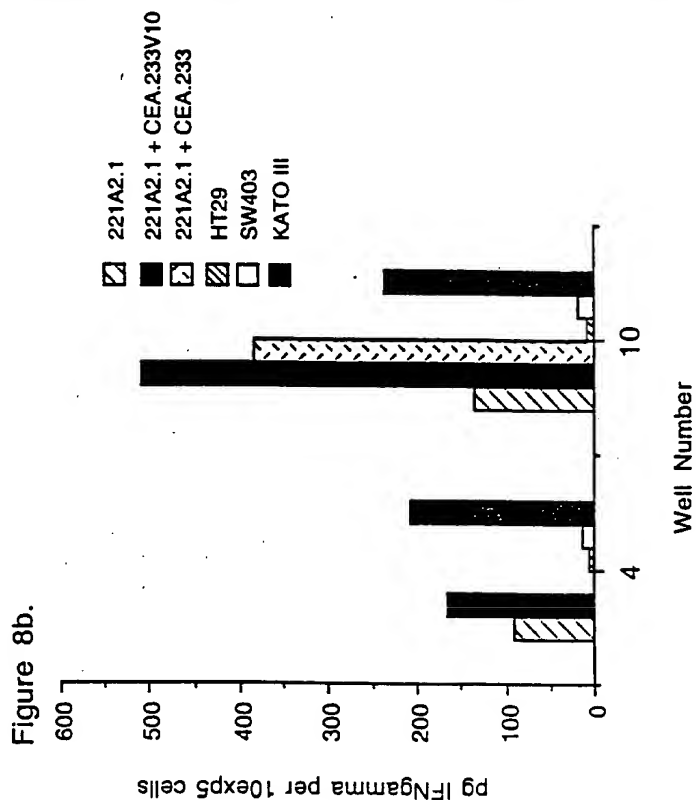 Figure 8b.
221A2.1
221A2.1 + CEA.233V10
221A2.1 + CEA.233
HT29
SW403
KATO III
pg IFNgamma per 10exp5 cells
600
500
400
300
200
100
0
4
10
Well Number